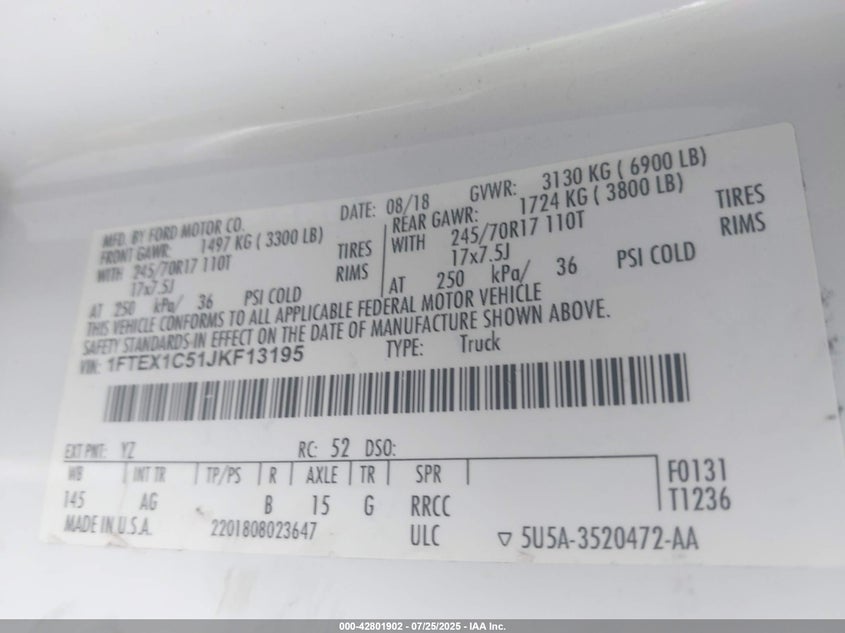 MFD. BY FORD MOTOR CO.
DATE: 08/18
GVWR: 3130 KG ( 6900 LB)
FRONT GAWR: 1497 KG ( 3300 LB)
WITH 245/70R17 110T TIRES
17x7.5J RIMS
AT 250 kPa/ 36 PSI COLD
REAR GAWR: 1724 KG ( 3800 LB)
WITH 245/70R17 110T TIRES
17x7.5J RIMS
AT 250 kPa/ 36 PSI COLD
THIS VEHICLE CONFORMS TO ALL APPLICABLE FEDERAL MOTOR VEHICLE
SAFETY STANDARDS IN EFFECT ON THE DATE OF MANUFACTURE SHOWN ABOVE.
VIN: 1FTEX1C51JKF13195 TYPE: Truck
EXT PNT: YZ RC: 52 DSO:
WB INT TR TP/PS R AXLE TR SPR F0131
145 AG B 15 G RRCC T1236
MADE IN U.S.A. 2201808023647 ULC ▽ 5U5A-3520472-AA
000-42801902 - 07/25/2025 - IAA Inc.